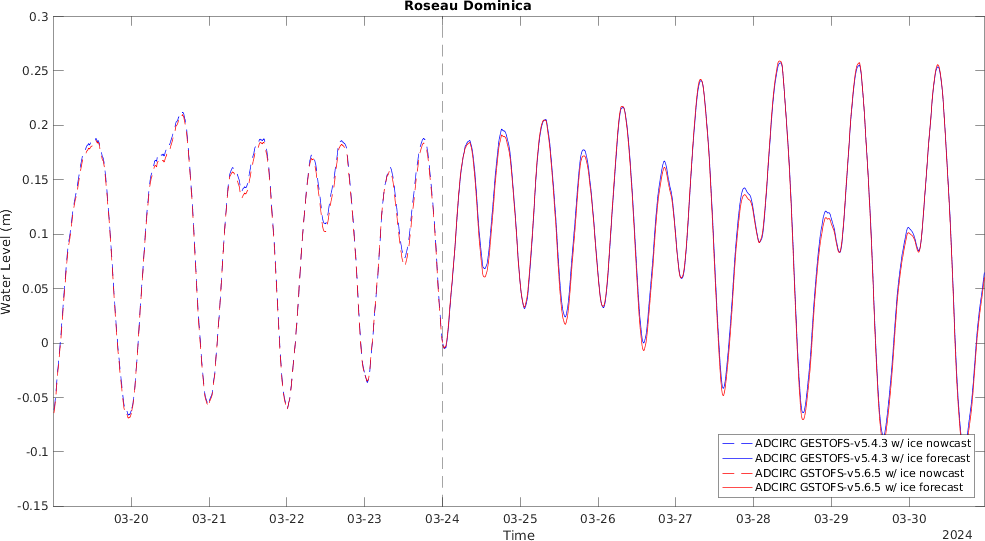 Roseau Dominica
0.3
0.25
0.2
0.15
0.1
0.05
0
-0.05
-0.1
-0.15
Water Level (m)
ADCIRC GESTOFS-v5.4.3 w/ ice nowcast
ADCIRC GESTOFS-v5.4.3 w/ ice forecast
ADCIRC GSTOFS-v5.6.5 w/ ice nowcast
ADCIRC GSTOFS-v5.6.5 w/ ice forecast
03-20 03-21 03-22 03-23 03-24 03-25 03-26 03-27 03-28 03-29 03-30
Time
2024